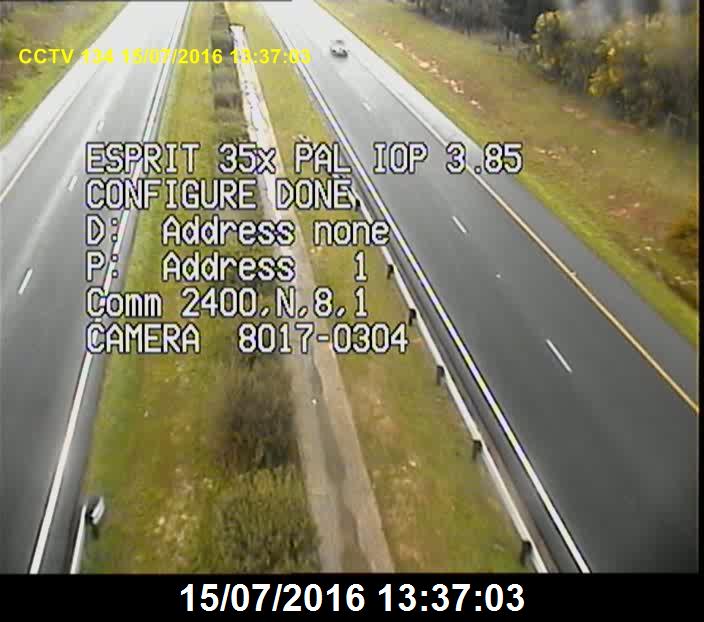 CCTV 134 15/07/2016 13:37:03
ESPRIT 35x PAL IOP 3.85
CONFIGURE DONE
D: Address none
P: Address 1
Comm 2400,N,8,1
CAMERA 8017-0304
15/07/2016 13:37:03